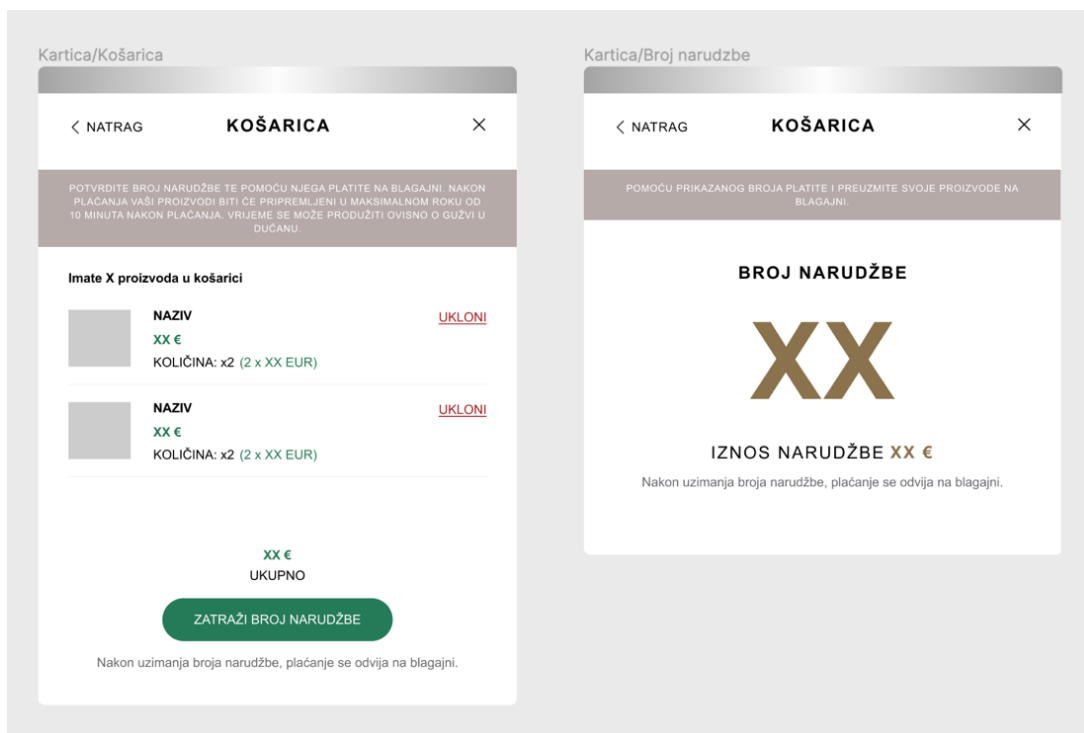 Kartica/Košarica
NATRAG
KOŠARICA
POTVRDITE BROJ NARUDŽBE TE POMOĆU NJEGA PLATITE NA BLAGAJNI. NAKON
PLAĆANJA VAŠI PROIZVODI BITI ĆE PRIPREMLJENI U MAKSIMALNOM ROKU OD
10 MINUTA NAKON PLAĆANJA. VRIJEME SE MOŽE PRODUŽITI OVISNO O GUŽVI U
DUĆANU.
Imate X proizvoda u košarici
NAZIV
UKLONI
XX €
KOLIČINA: x2 (2 x XX EUR)
NAZIV
UKLONI
XX €
KOLIČINA: x2 (2 x XX EUR)
XX €
UKUPNO
ZATRAŽI BROJ NARUDŽBE
Nakon uzimanja broja narudžbe, plaćanje se odvija na blagajni.
Kartica/Broj narudzbe
NATRAG
KOŠARICA
POMOĆU PRIKAZANOG BROJA PLATITE I PREUZMITE SVOJE PROIZVODE NA
BLAGAJNI.
BROJ NARUDŽBE
XX
IZNOS NARUDŽBE XX €
Nakon uzimanja broja narudžbe, plaćanje se odvija na blagajni.